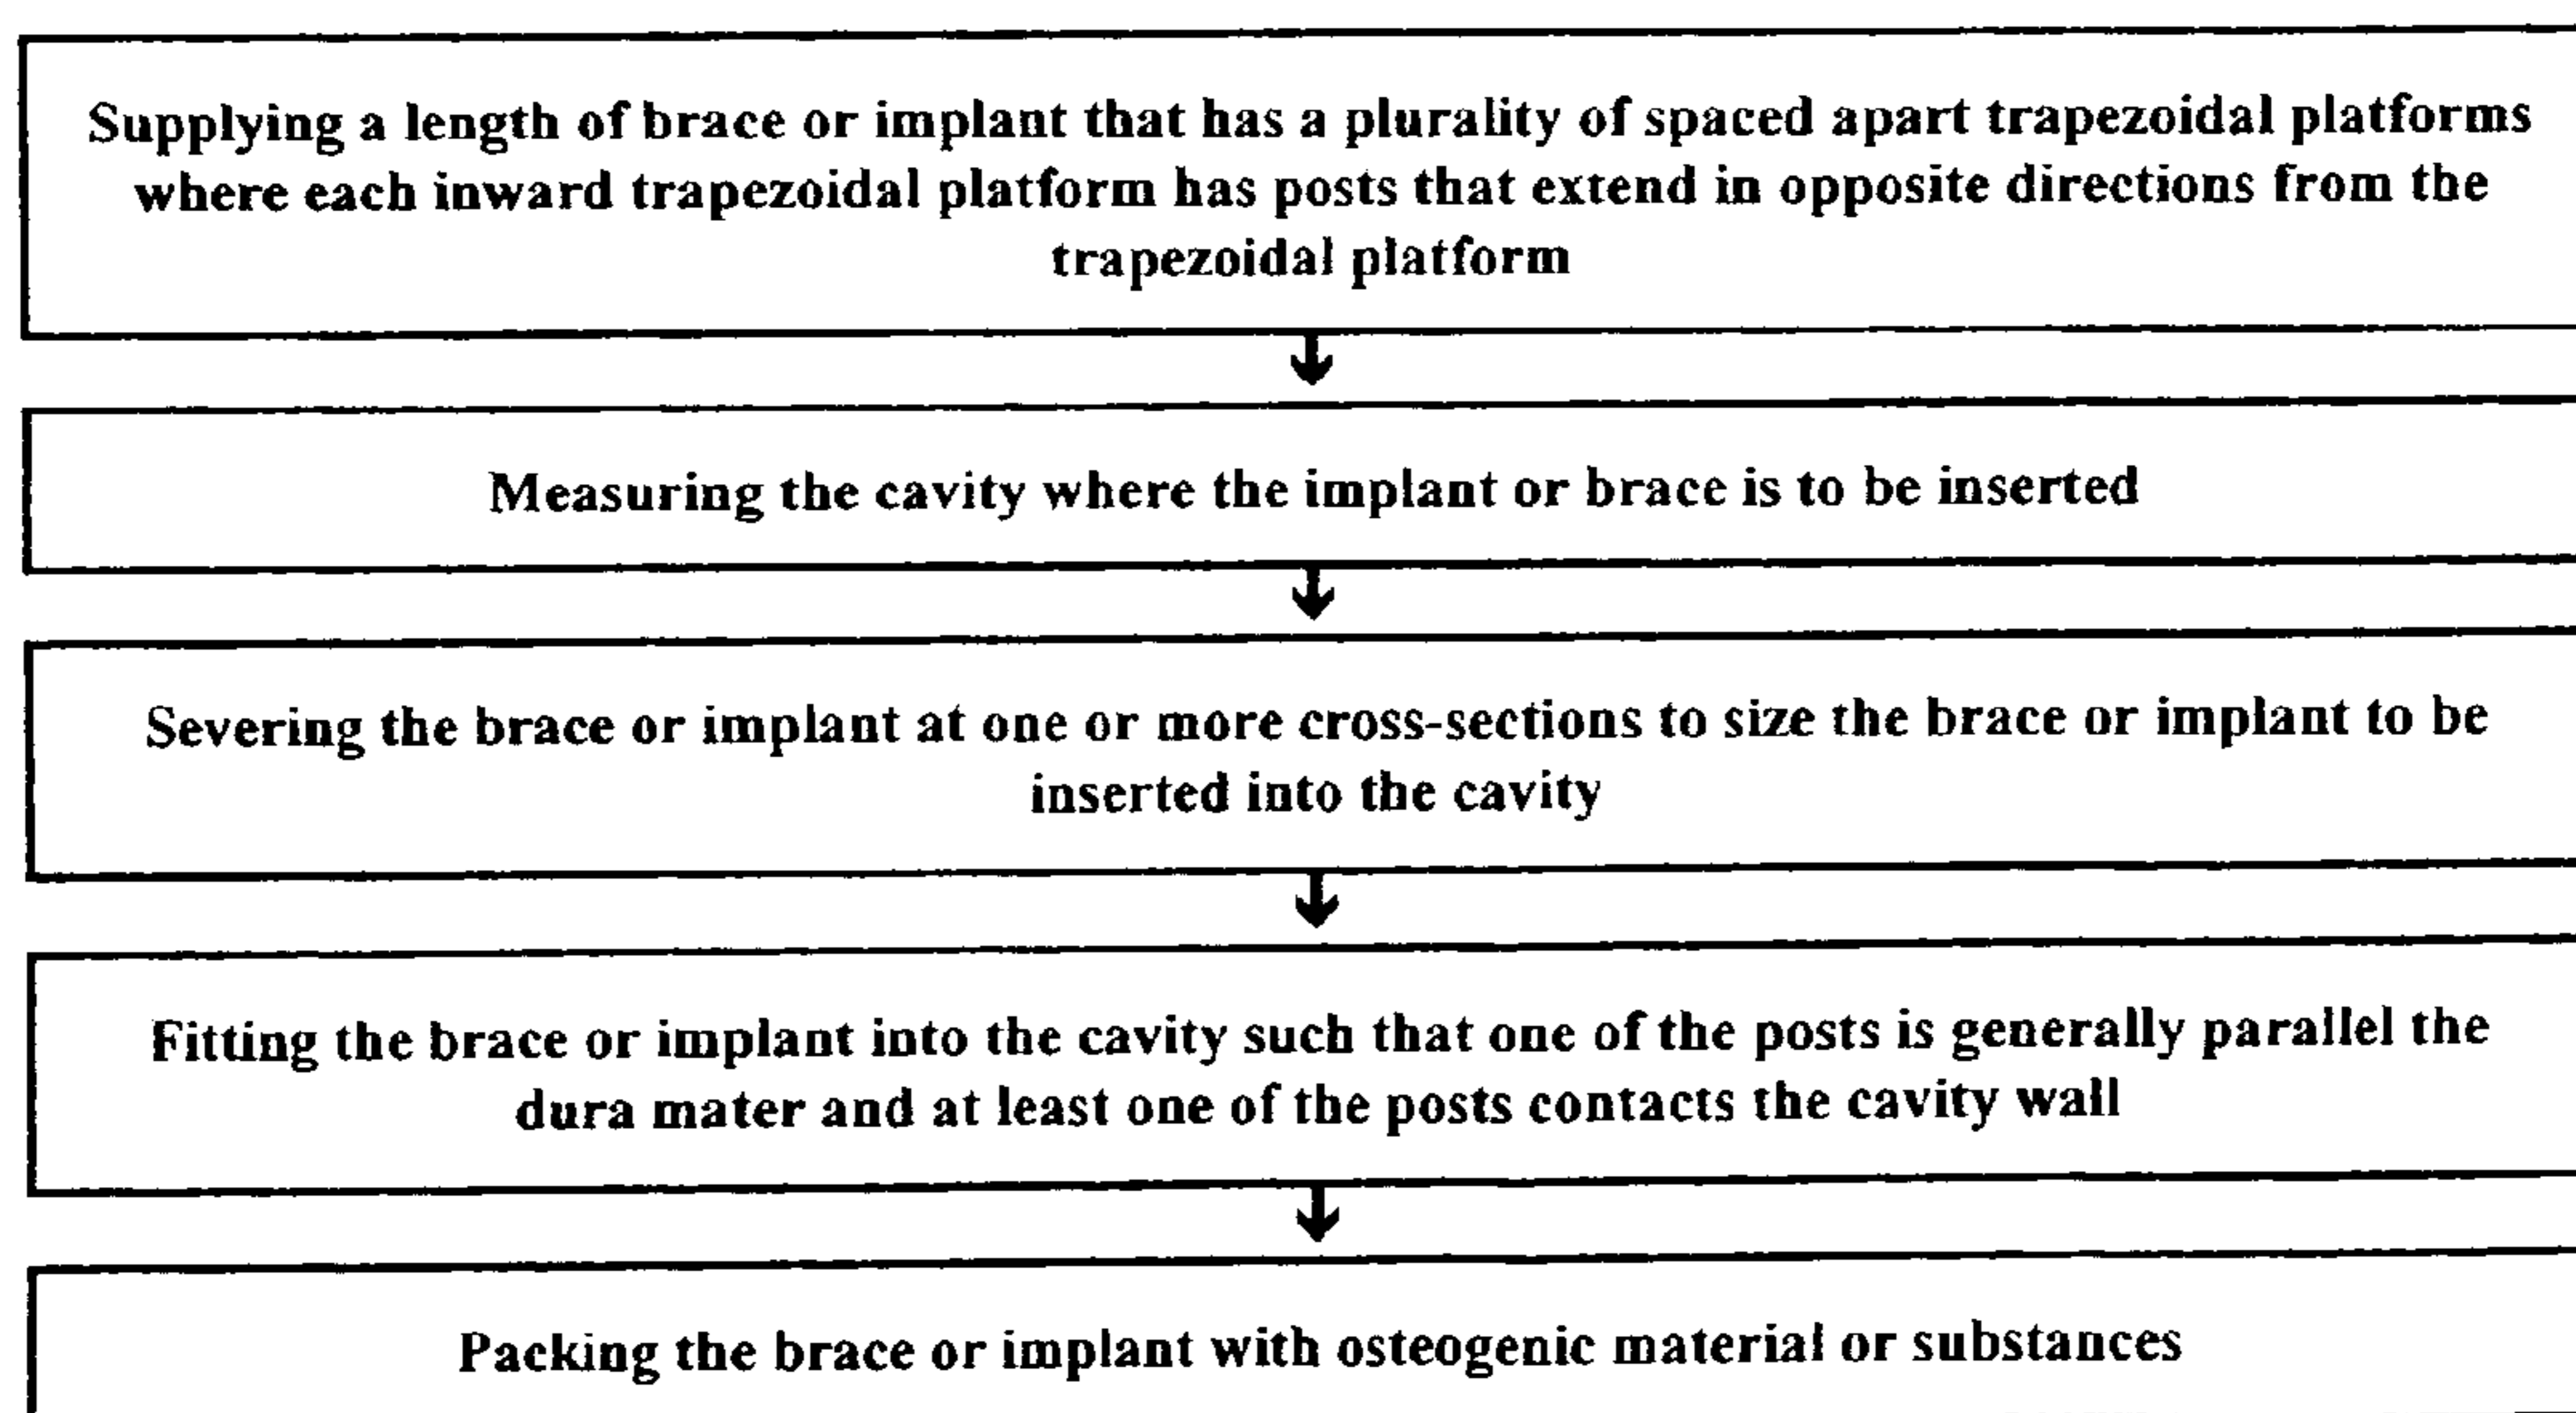 Supplying a length of brace or implant that has a plurality of spaced apart trapezoidal platforms
where each inward trapezoidal platform has posts that extend in opposite directions from the
trapezoidal platform
Measuring the cavity where the implant or brace is to be inserted
Severing the brace or implant at one or more cross-sections to size the brace or implant to be
inserted into the cavity
Fitting the brace or implant into the cavity such that one of the posts is generally parallel the
dura mater and at least one of the posts contacts the cavity wall
Packing the brace or implant with osteogenic material or substances